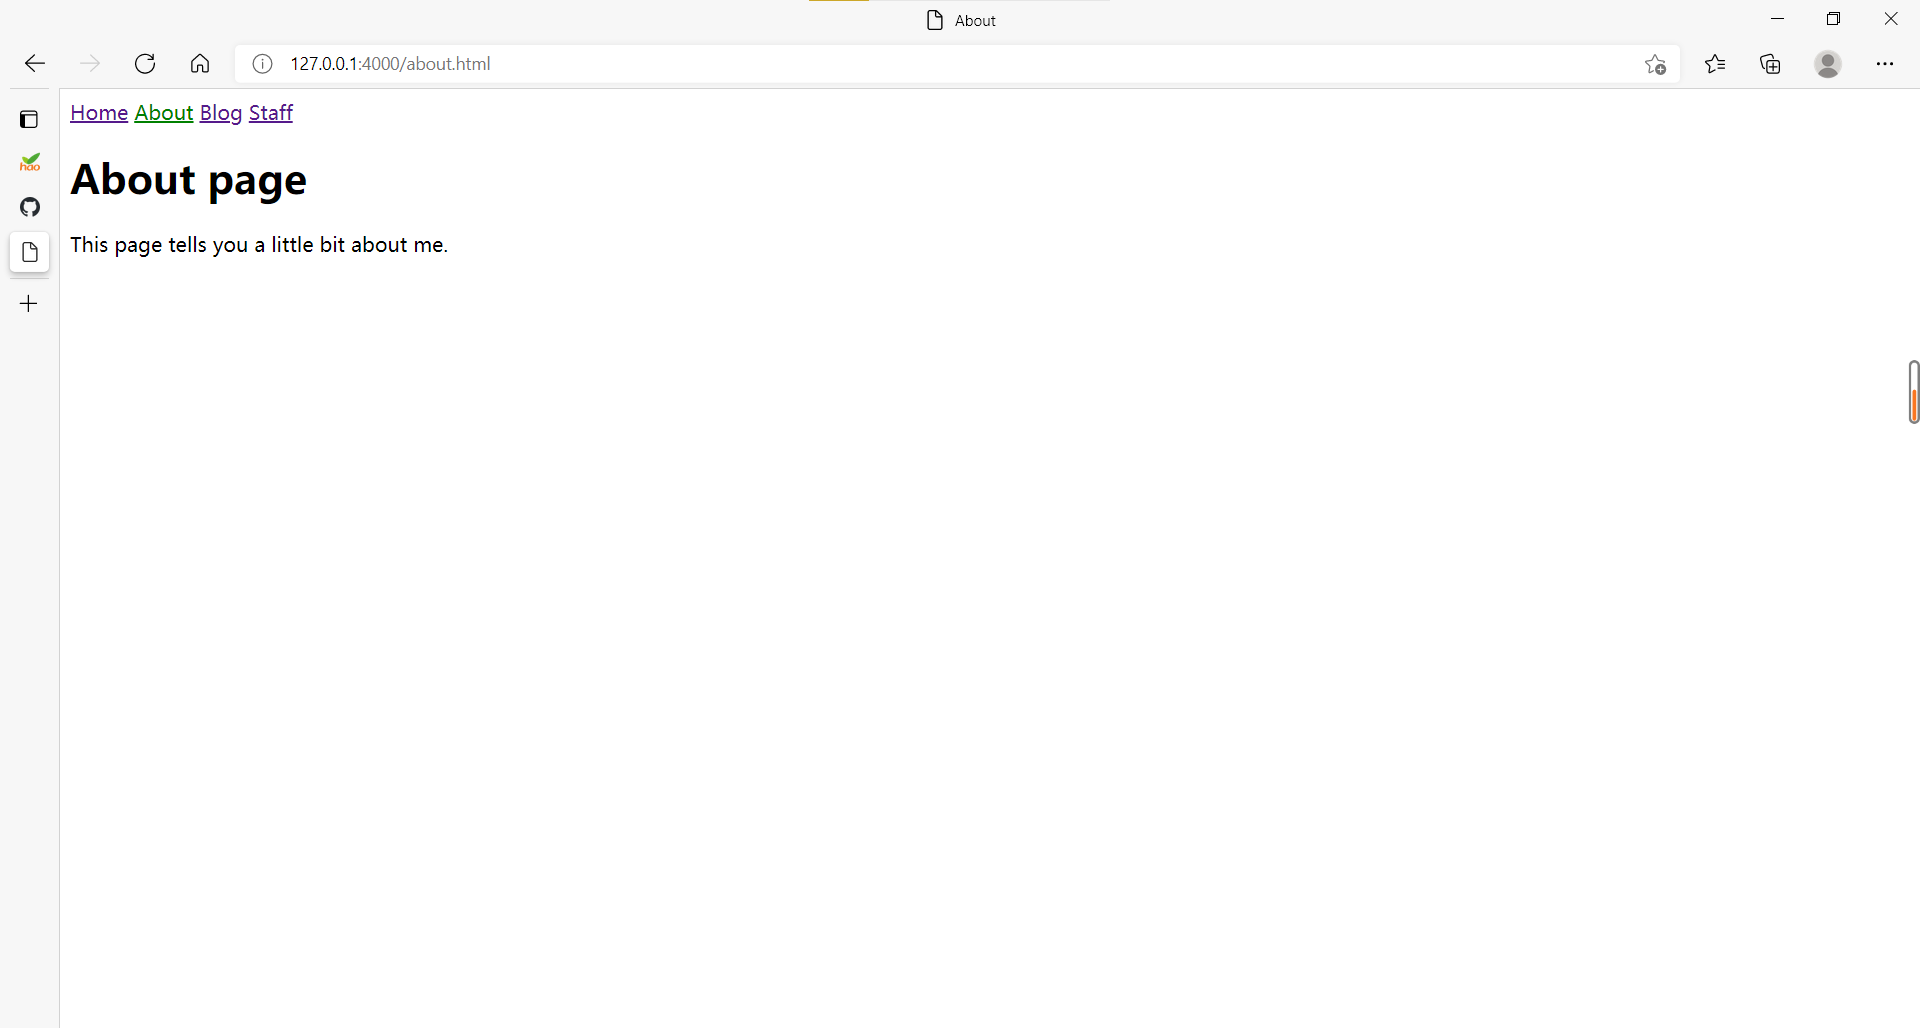 About
127.0.0.1:4000/about.html
Home About Blog Staff
hao
About page
This page tells you a little bit about me.